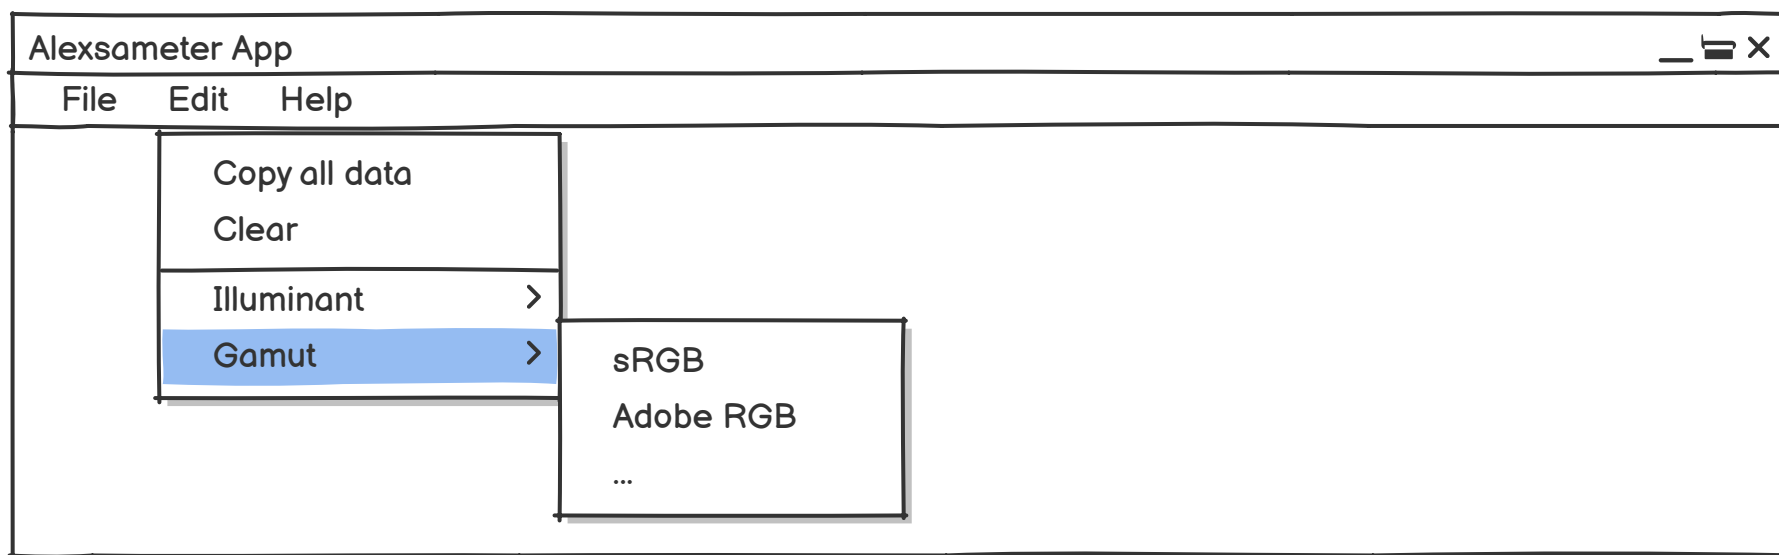 Alexsameter App
File Edit Help
Copy all data
Clear
Illuminant
Gamut
sRGB
Adobe RGB
...